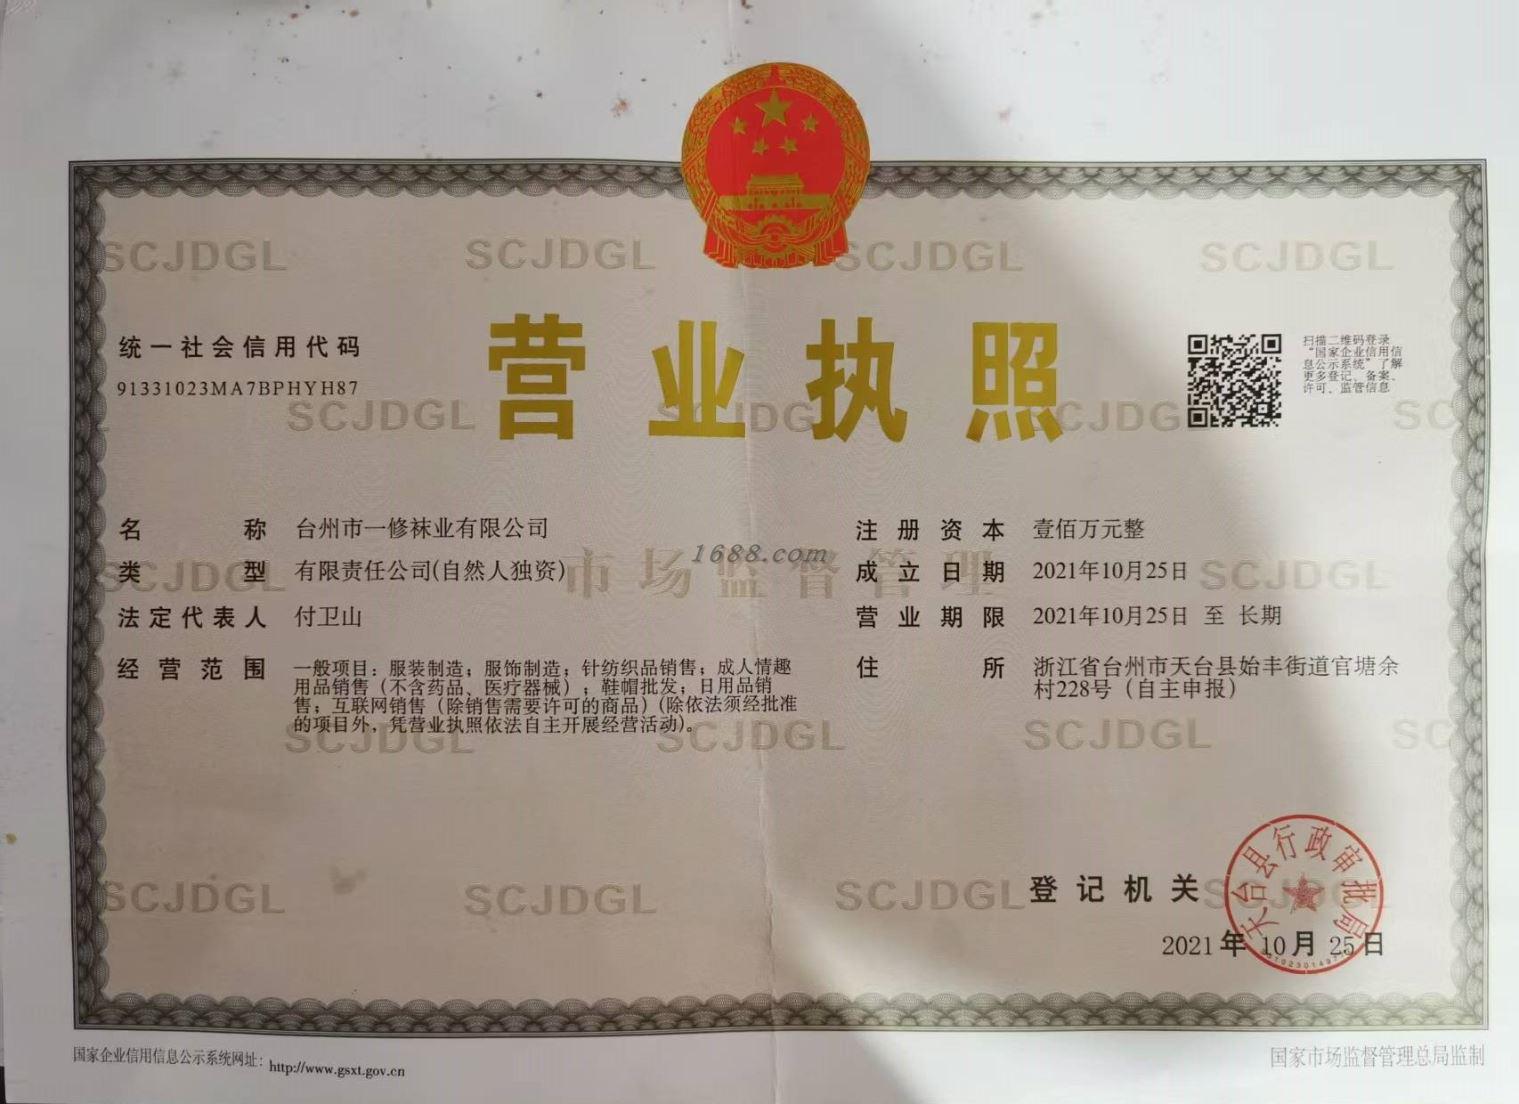 营业执照
统一社会信用代码
91331023MA7BPHYH87
扫描二维码登录
“国家企业信用信
息公示系统”了解
更多登记、备案、
许可、监管信息
名称 台州市一修袜业有限公司
类型 有限责任公司(自然人独资)
法定代表人 付卫山
经营范围 一般项目：服装制造；服饰制造；针纺织品销售；成人情趣
用品销售（不含药品、医疗器械）；鞋帽批发；日用品销
售；互联网销售（除销售需要许可的商品）(除依法须经批准
的项目外，凭营业执照依法自主开展经营活动)。
注册资本 壹佰万元整
成立日期 2021年10月25日
营业期限 2021年10月25日 至 长期
住所 浙江省台州市天台县始丰街道官塘余
村228号（自主申报）
1688.com
市场监督管理
SCJDGL
SCJDGL
SCJDGL
SCJDGL
SCJDGL
SCJDGL
SCJDGL
SCJDGL
SCJDGL
SCJDGL
SCJDGL
SCJDGL
SCJDGL
SCJDGL
登记机关
天台县行政审批局
2021年10月25日
国家企业信用信息公示系统网址：http://www.gsxt.gov.cn
国家市场监督管理总局监制